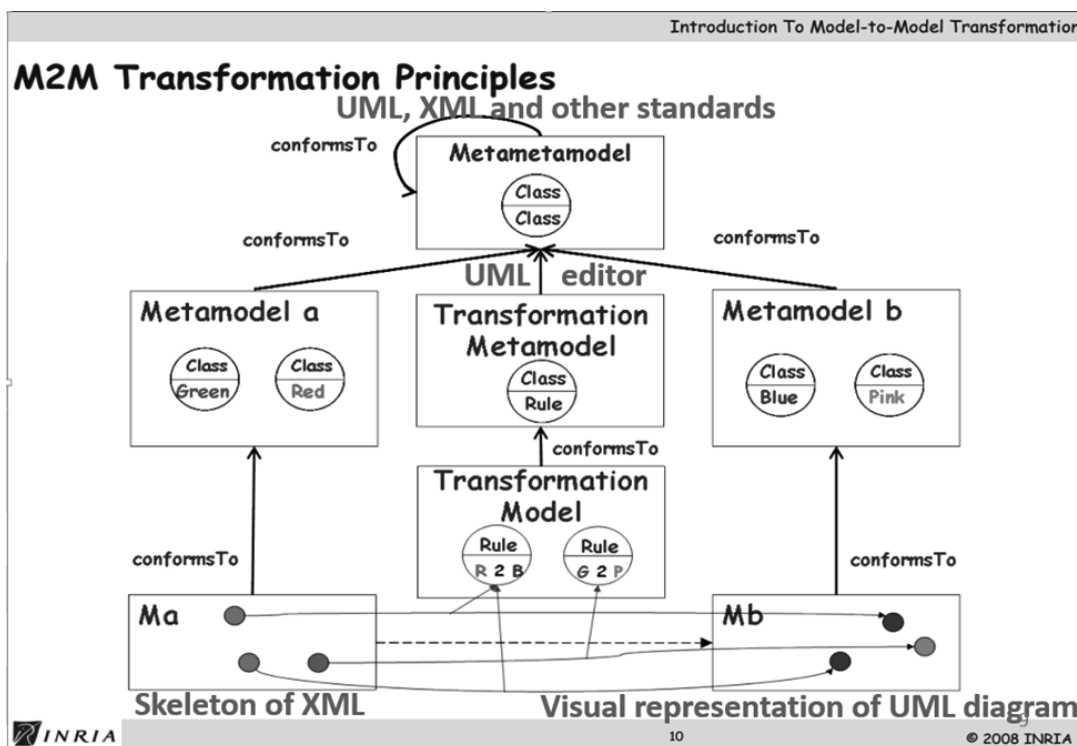 Introduction To Model-to-Model Transformation
M2M Transformation Principles
UML, XML and other standards
conformsTo
Metametamodel
Class
Class
conformsTo
conformsTo
UML editor
Metamodel a
Class
Green
Class
Red
Transformation
Metamodel
Class
Rule
Metamodel b
Class
Blue
Class
Pink
conformsTo
Transformation
Model
Rule
R 2 B
Rule
G 2 P
conformsTo
conformsTo
Ma
Mb
Skeleton of XML
Visual representation of UML diagram
9
INRIA
10
© 2008 INRIA